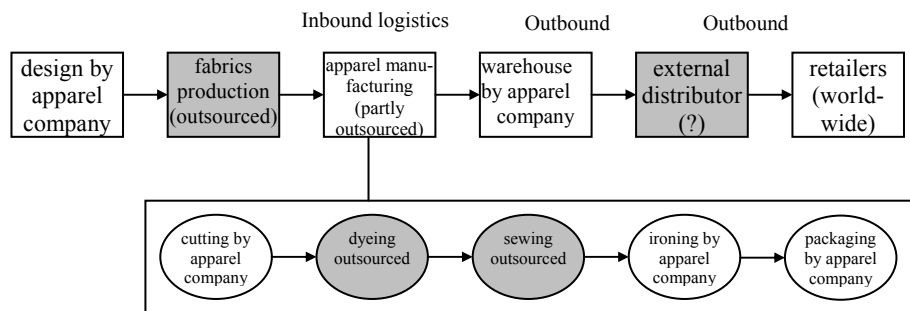 Inbound logistics
Outbound
Outbound
design by
apparel
company
fabrics
production
(outsourced)
apparel manu-
facturing
(partly
outsourced)
warehouse
by apparel
company
external
distributor
(?)
retailers
(world-
wide)
cutting by
apparel
company
dyeing
outsourced
sewing
outsourced
ironing by
apparel
company
packaging
by apparel
company